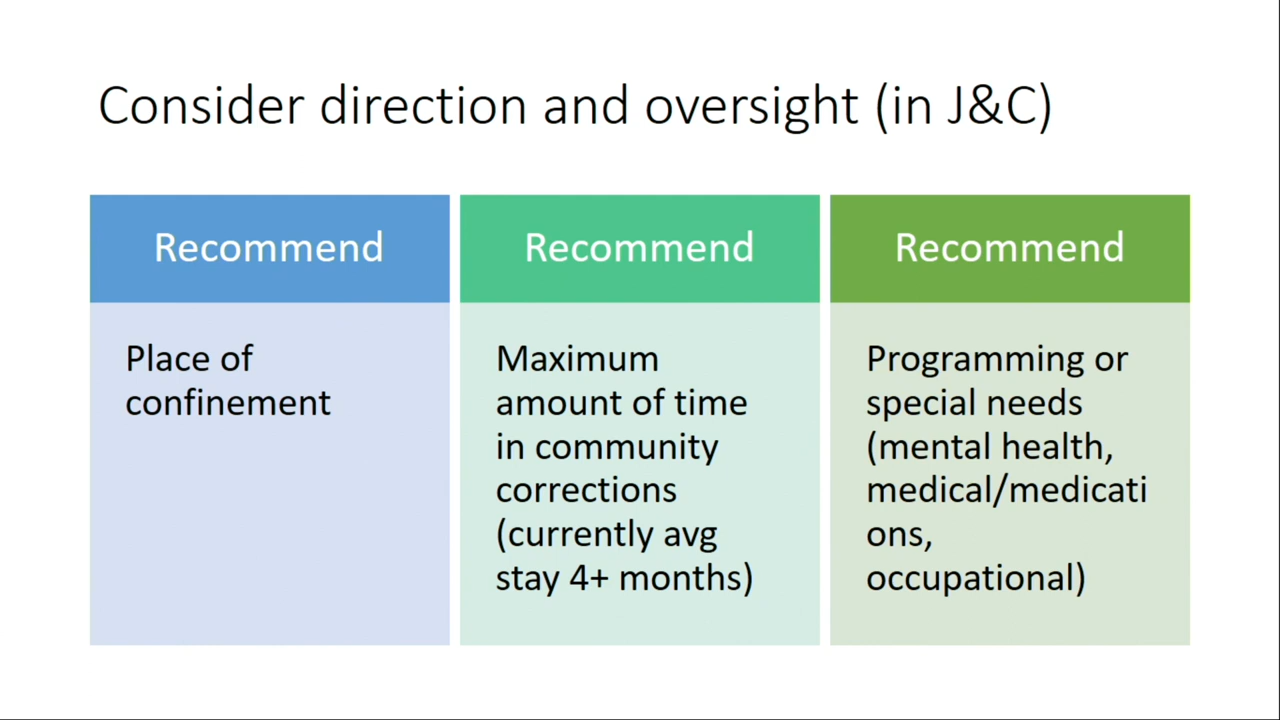 Consider direction and oversight (in J&C)
Recommend
Place of
confinement
Recommend
Maximum
amount of time
in community
corrections
(currently avg
stay 4+ months)
Recommend
Programming or
special needs
(mental health,
medical/medicati
ons,
occupational)